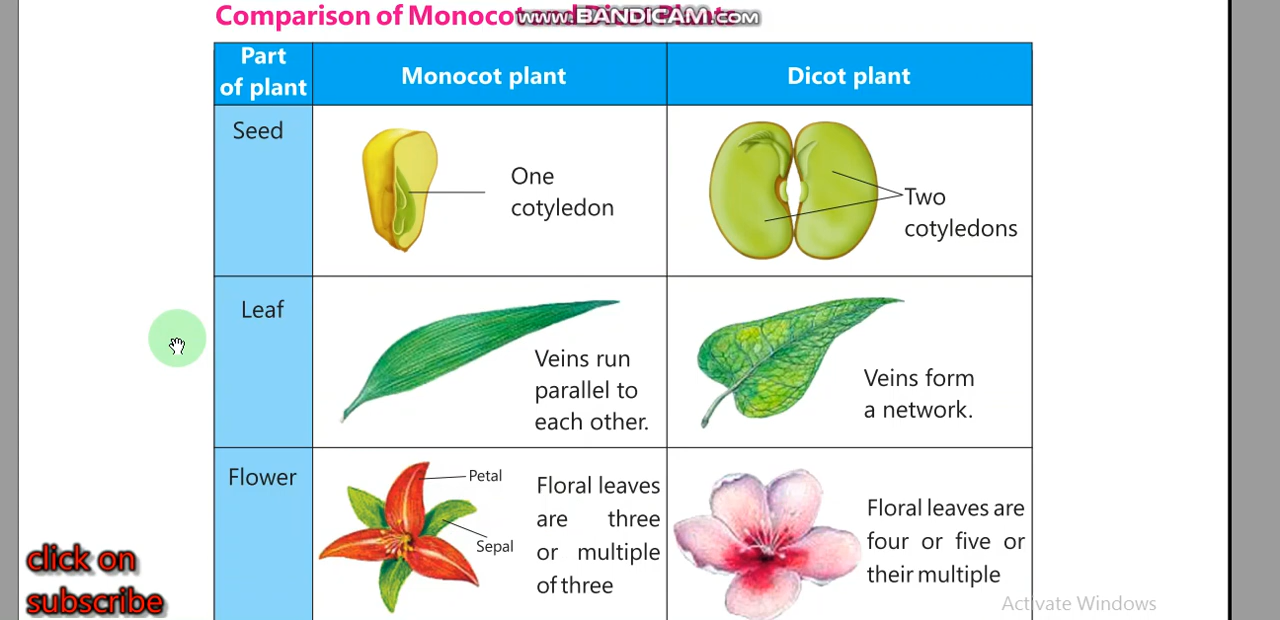 Comparison of Monocot
www.BANDICAM.com
Part
of plant
Monocot plant
Dicot plant
Seed
One
cotyledon
Two
cotyledons
Leaf
Veins run
parallel to
each other.
Veins form
a network.
Flower
Petal
Sepal
Floral leaves
are three
or multiple
of three
Floral leaves are
four or five or
their multiple
click on
subscribe
Activate Windows